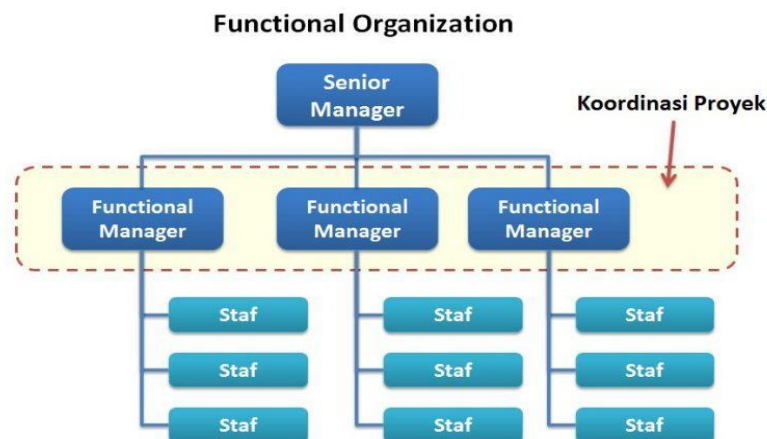 Functional Organization
Senior
Manager
Koordinasi Proyek
Functional
Manager
Functional
Manager
Functional
Manager
Staf
Staf
Staf
Staf
Staf
Staf
Staf
Staf
Staf